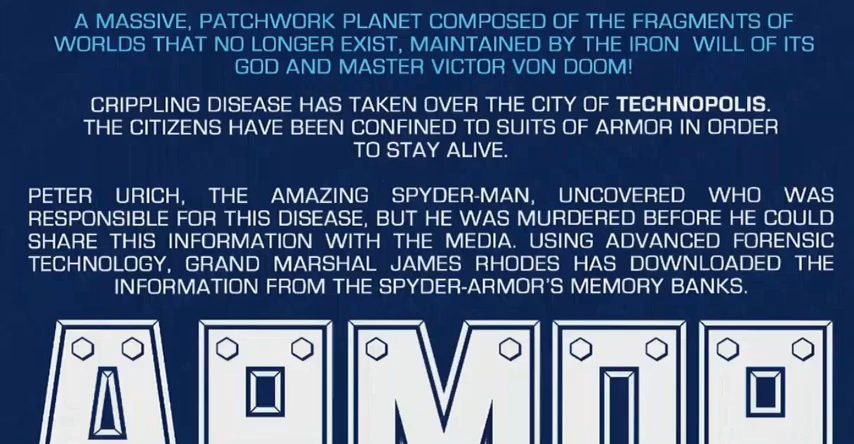 A MASSIVE, PATCHWORK PLANET COMPOSED OF THE FRAGMENTS OF
WORLDS THAT NO LONGER EXIST, MAINTAINED BY THE IRON WILL OF ITS
GOD AND MASTER VICTOR VON DOOM!
CRIPPLING DISEASE HAS TAKEN OVER THE CITY OF TECHNOPOLIS.
THE CITIZENS HAVE BEEN CONFINED TO SUITS OF ARMOR IN ORDER
TO STAY ALIVE.
PETER URICH, THE AMAZING SPYDER-MAN, UNCOVERED WHO WAS
RESPONSIBLE FOR THIS DISEASE, BUT HE WAS MURDERED BEFORE HE COULD
SHARE THIS INFORMATION WITH THE MEDIA. USING ADVANCED FORENSIC
TECHNOLOGY, GRAND MARSHAL JAMES RHODES HAS DOWNLOADED THE
INFORMATION FROM THE SPYDER-ARMOR'S MEMORY BANKS.
ARMOR